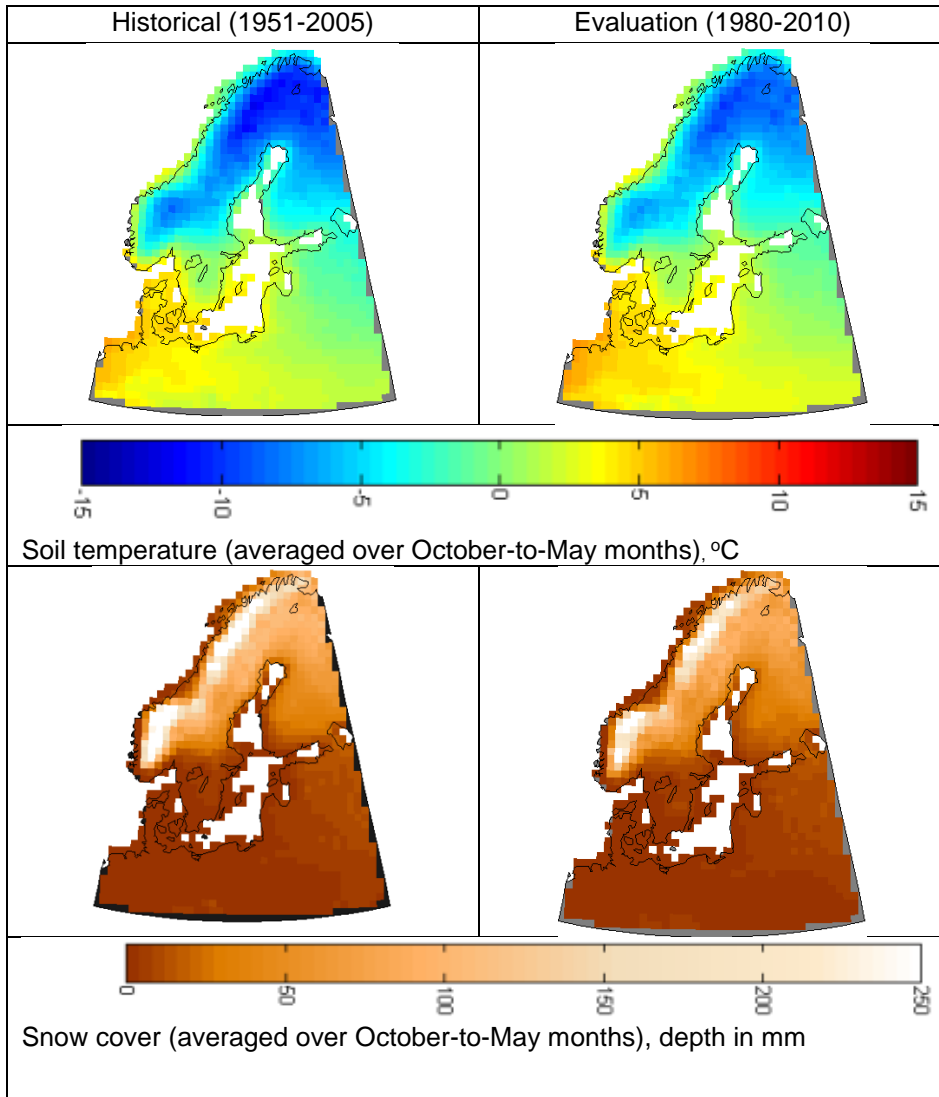 Historical (1951-2005)
Evaluation (1980-2010)
-15 -10 -5 0 5 10 15
Soil temperature (averaged over October-to-May months), ºC
0 50 100 150 200 250
Snow cover (averaged over October-to-May months), depth in mm